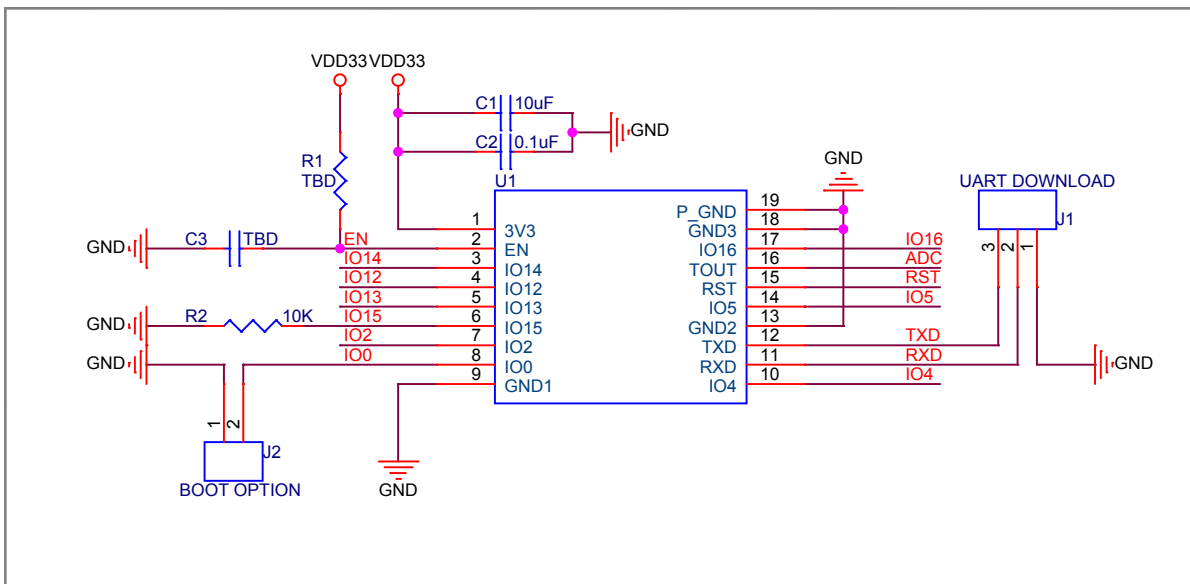 VDD33 VDD33
C1 10uF
GND
C2 0.1uF
R1
TBD
U1
GND
UART DOWNLOAD
J1
3 2 1
GND C3 TBD EN
IO14
IO12
IO13
GND R2 10K IO15
IO2
GND IO0
1 3V3
2 EN
3 IO14
4 IO12
5 IO13
6 IO15
7 IO2
8 IO0
9 GND1
P_GND 19
GND3 18
IO16 17 IO16
TOUT 16 ADC
RST 15 RST
IO5 14 IO5
GND2 13
TXD 12 TXD
RXD 11 RXD
IO4 10 IO4
GND
1 2
J2
BOOT OPTION
GND